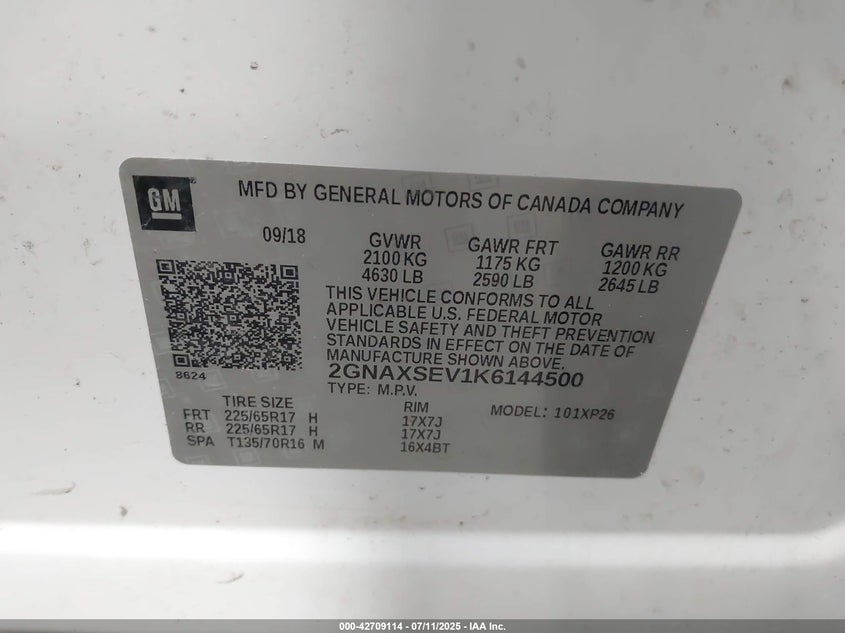 GM
MFD BY GENERAL MOTORS OF CANADA COMPANY
09/18
GVWR GAWR FRT GAWR RR
2100 KG 1175 KG 1200 KG
4630 LB 2590 LB 2645 LB
THIS VEHICLE CONFORMS TO ALL
APPLICABLE U.S. FEDERAL MOTOR
VEHICLE SAFETY AND THEFT PREVENTION
STANDARDS IN EFFECT ON THE DATE OF
MANUFACTURE SHOWN ABOVE.
8624
2GNAXSEV1K6144500
TYPE: M.P.V.
TIRE SIZE RIM MODEL: 101XP26
FRT 225/65R17 H 17X7J
RR 225/65R17 H 17X7J
SPA T135/70R16 M 16X4BT
000-42709114 - 07/11/2025 - IAA Inc.